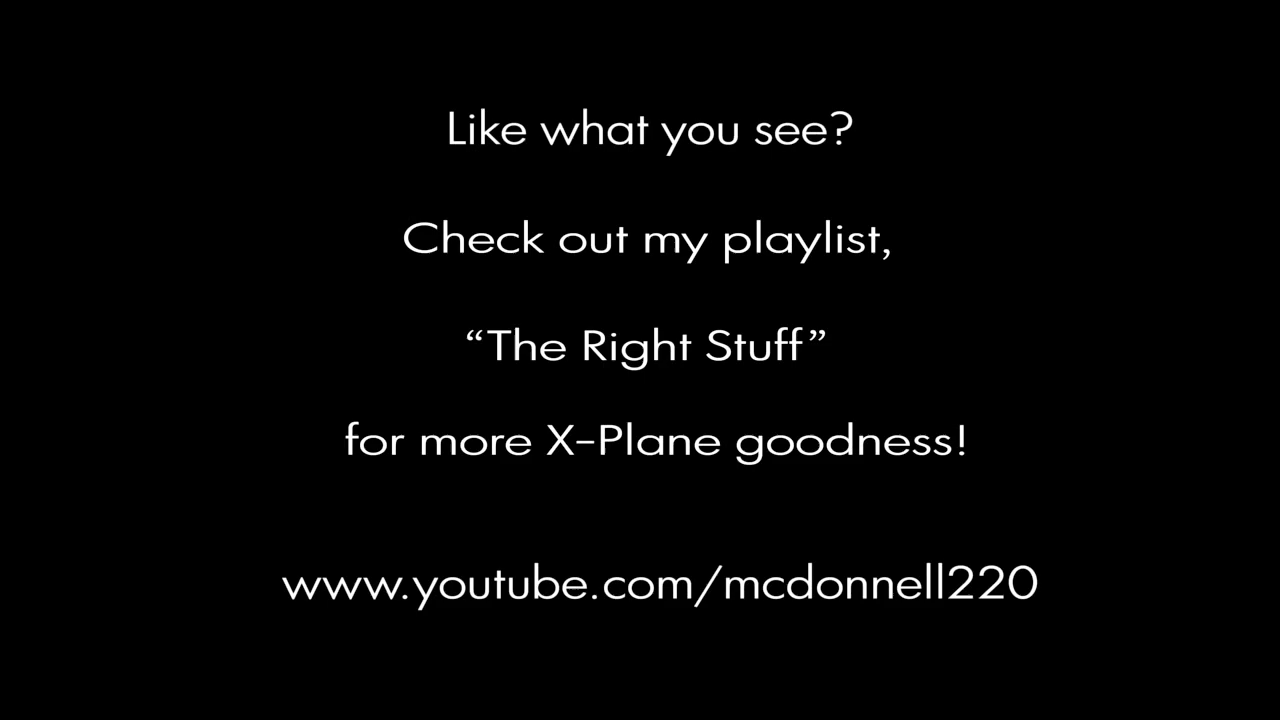 Like what you see?
Check out my playlist,
“The Right Stuff”
for more X-Plane goodness!
www.youtube.com/mcdonnell220